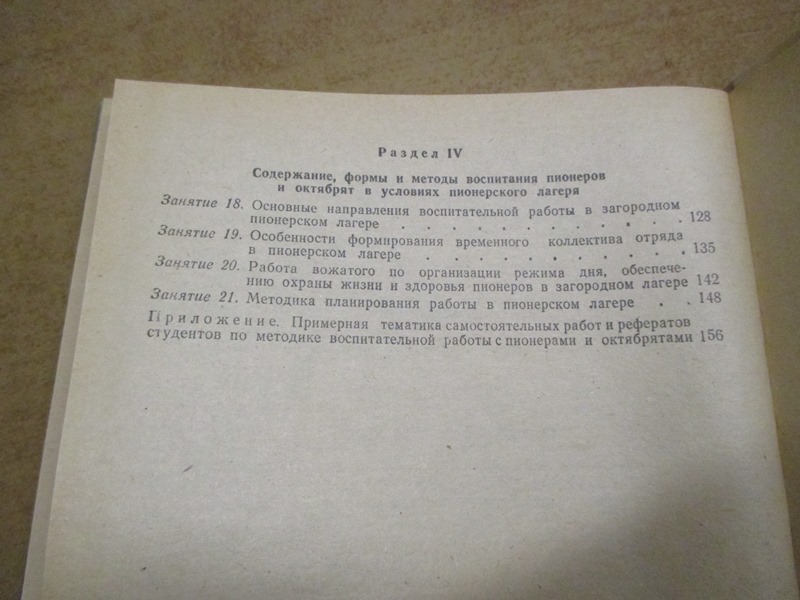 Раздел IV
Содержание, формы и методы воспитания пионеров
и октябрят в условиях пионерского лагеря
Занятие 18. Основные направления воспитательной работы в загородном
пионерском лагере . . . . . . . . . . . 128
Занятие 19. Особенности формирования временного коллектива отряда
в пионерском лагере . . . . . . . . . . 135
Занятие 20. Работа вожатого по организации режима дня, обеспече-
нию охраны жизни и здоровья пионеров в загородном лагере 142
Занятие 21. Методика планирования работы в пионерском лагере . . 148
Приложение. Примерная тематика самостоятельных работ и рефератов
студентов по методике воспитательной работы с пионерами и октябрятами 156